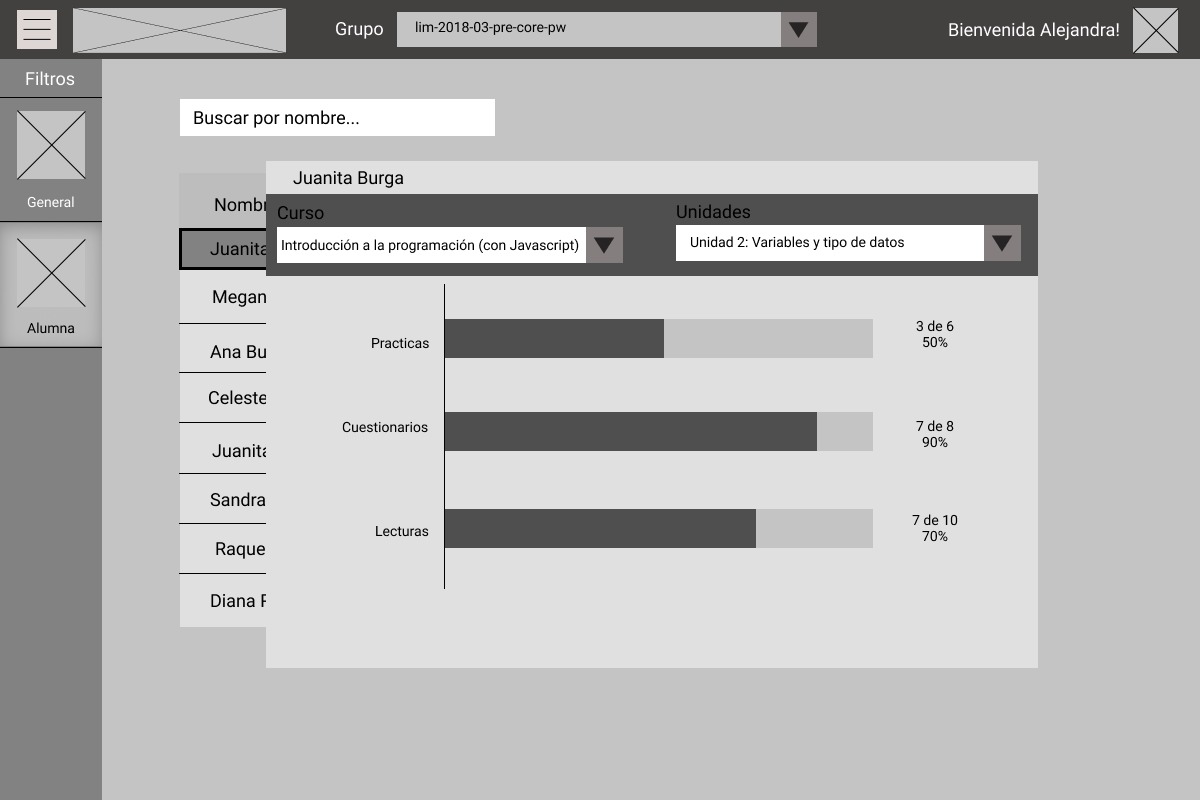 Grupo
lim-2018-03-pre-core-pw
Bienvenida Alejandra!
Filtros
General
Alumna
Buscar por nombre...
Juanita Burga
Curso
Unidades
Introducción a la programación (con Javascript)
Unidad 2: Variables y tipo de datos
Nombr
Juanita
Megan
Ana Bu
Celeste
Juanita
Sandra
Raque
Diana
Practicas
3 de 6
50%
Cuestionarios
7 de 8
90%
Lecturas
7 de 10
70%